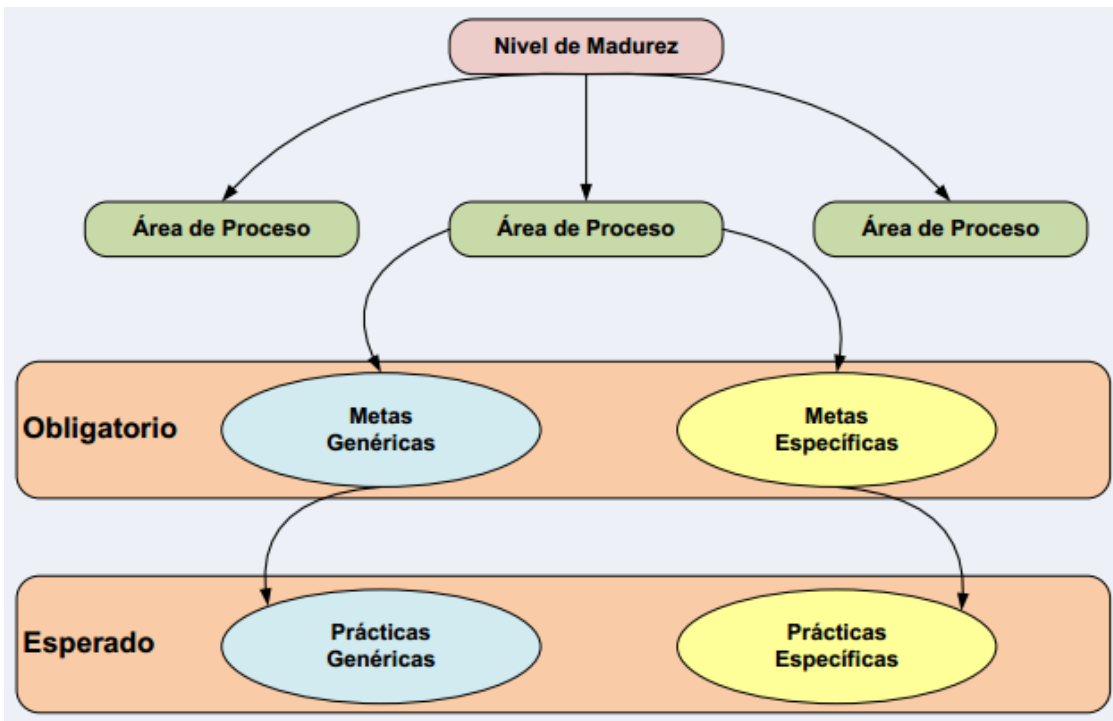 Nivel de Madurez
Área de Proceso
Área de Proceso
Área de Proceso
Obligatorio
Metas
Genéricas
Metas
Específicas
Esperado
Prácticas
Genéricas
Prácticas
Específicas